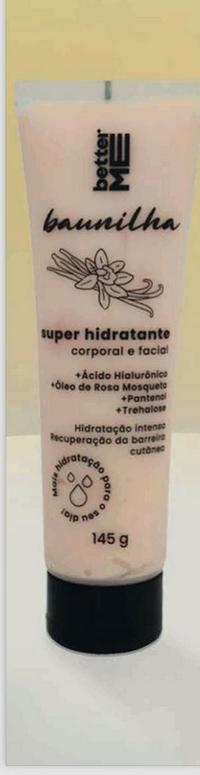 better
ME
baunilha
super hidratante
corporal e facial
+Ácido Hialurônico
+Óleo de Rosa Mosqueta
+Pantenol
+Trehalose
Hidratação intensa
Recuperação da barreira
cutânea
Mais hidratação para o seu dia!
145 g